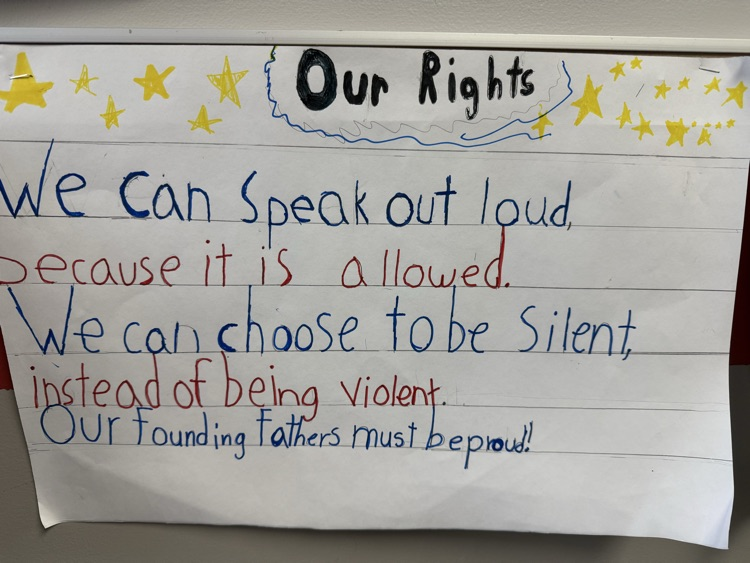 Our Rights
We can speak out loud,
because it is allowed.
We can choose to be silent,
instead of being violent.
Our founding fathers must be proud!